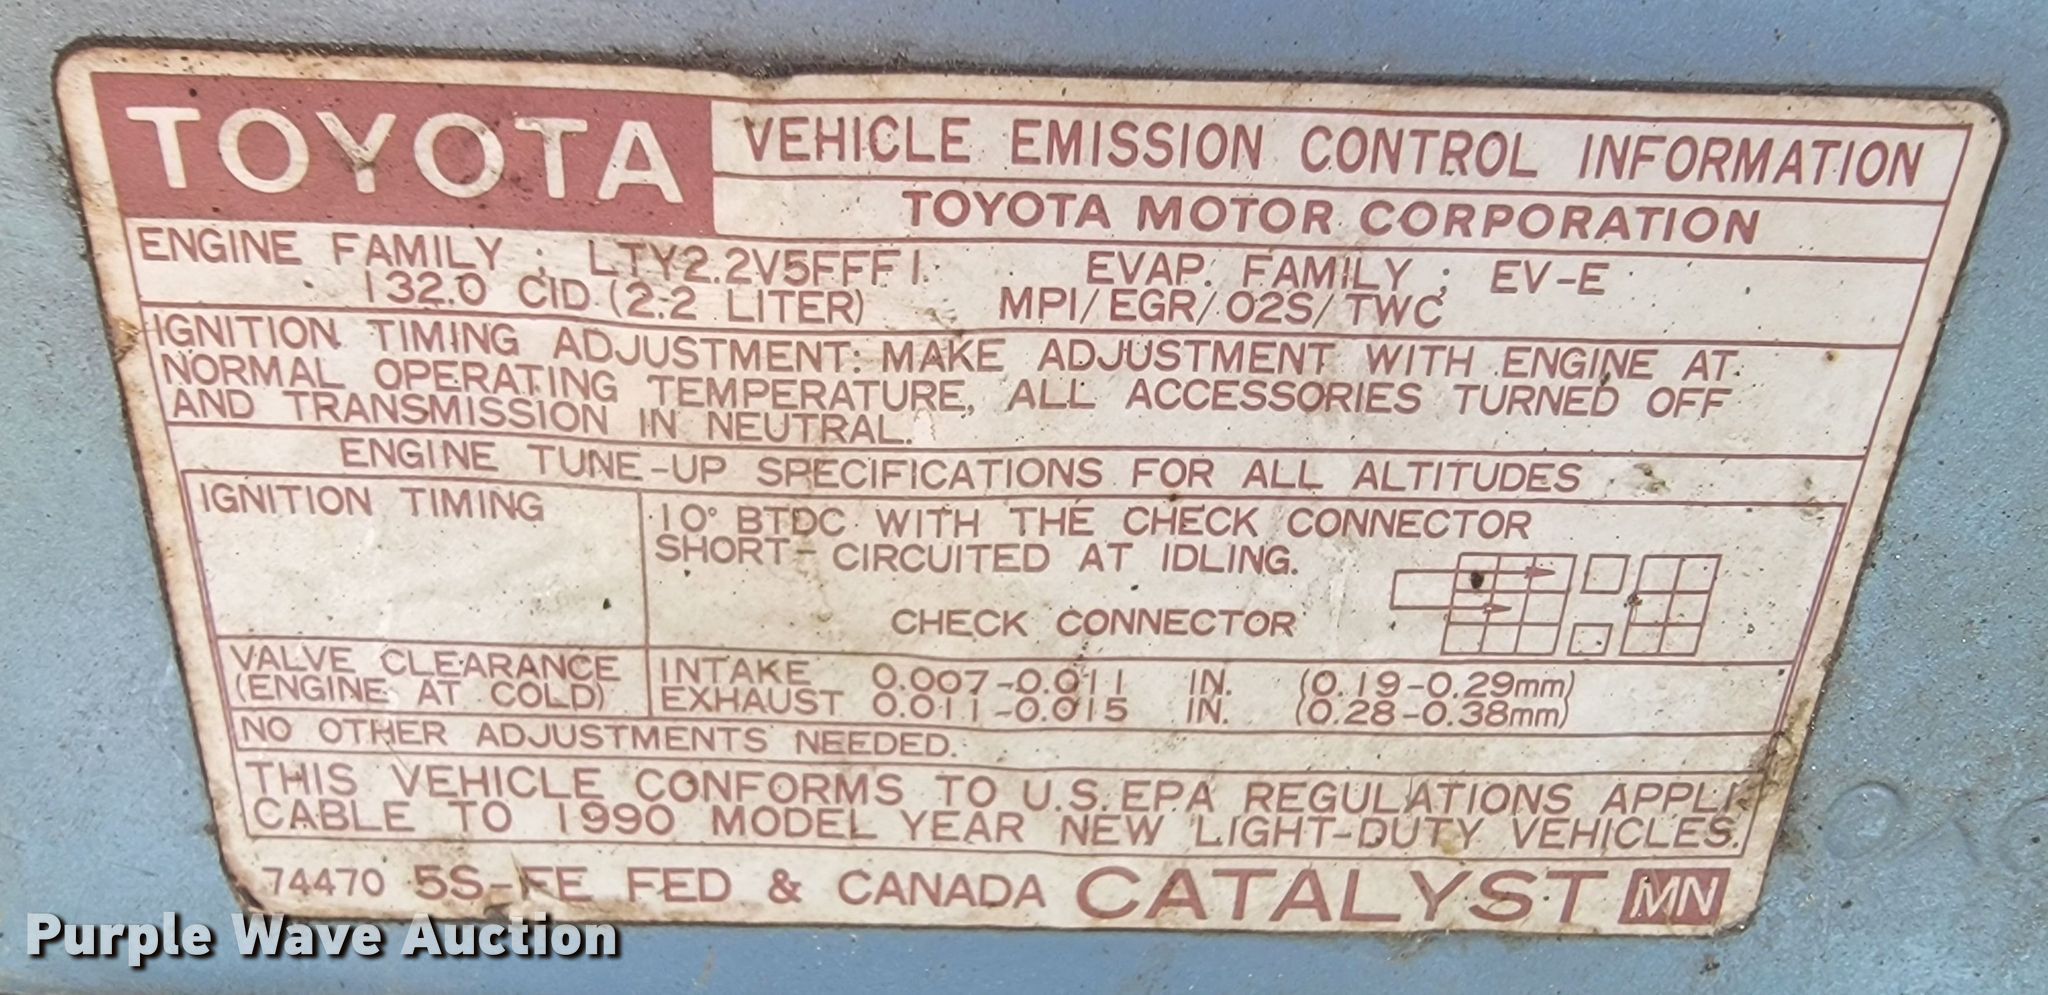 TOYOTA
VEHICLE EMISSION CONTROL INFORMATION
TOYOTA MOTOR CORPORATION
ENGINE FAMILY : LTY2.2V5FFF1 EVAP. FAMILY : EV-E
132.0 CID (2.2 LITER) MPI/EGR/O2S/TWC
IGNITION TIMING ADJUSTMENT: MAKE ADJUSTMENT WITH ENGINE AT
NORMAL OPERATING TEMPERATURE, ALL ACCESSORIES TURNED OFF
AND TRANSMISSION IN NEUTRAL.
ENGINE TUNE-UP SPECIFICATIONS FOR ALL ALTITUDES
IGNITION TIMING
10° BTDC WITH THE CHECK CONNECTOR
SHORT-CIRCUITED AT IDLING.
CHECK CONNECTOR
VALVE CLEARANCE
(ENGINE AT COLD)
INTAKE 0.007-0.011 IN. (0.19-0.29mm)
EXHAUST 0.011-0.015 IN. (0.28-0.38mm)
NO OTHER ADJUSTMENTS NEEDED.
THIS VEHICLE CONFORMS TO U.S.EPA REGULATIONS APPLI-
CABLE TO 1990 MODEL YEAR NEW LIGHT-DUTY VEHICLES.
74470 5S-FE FED & CANADA CATALYST MN
Purple Wave Auction